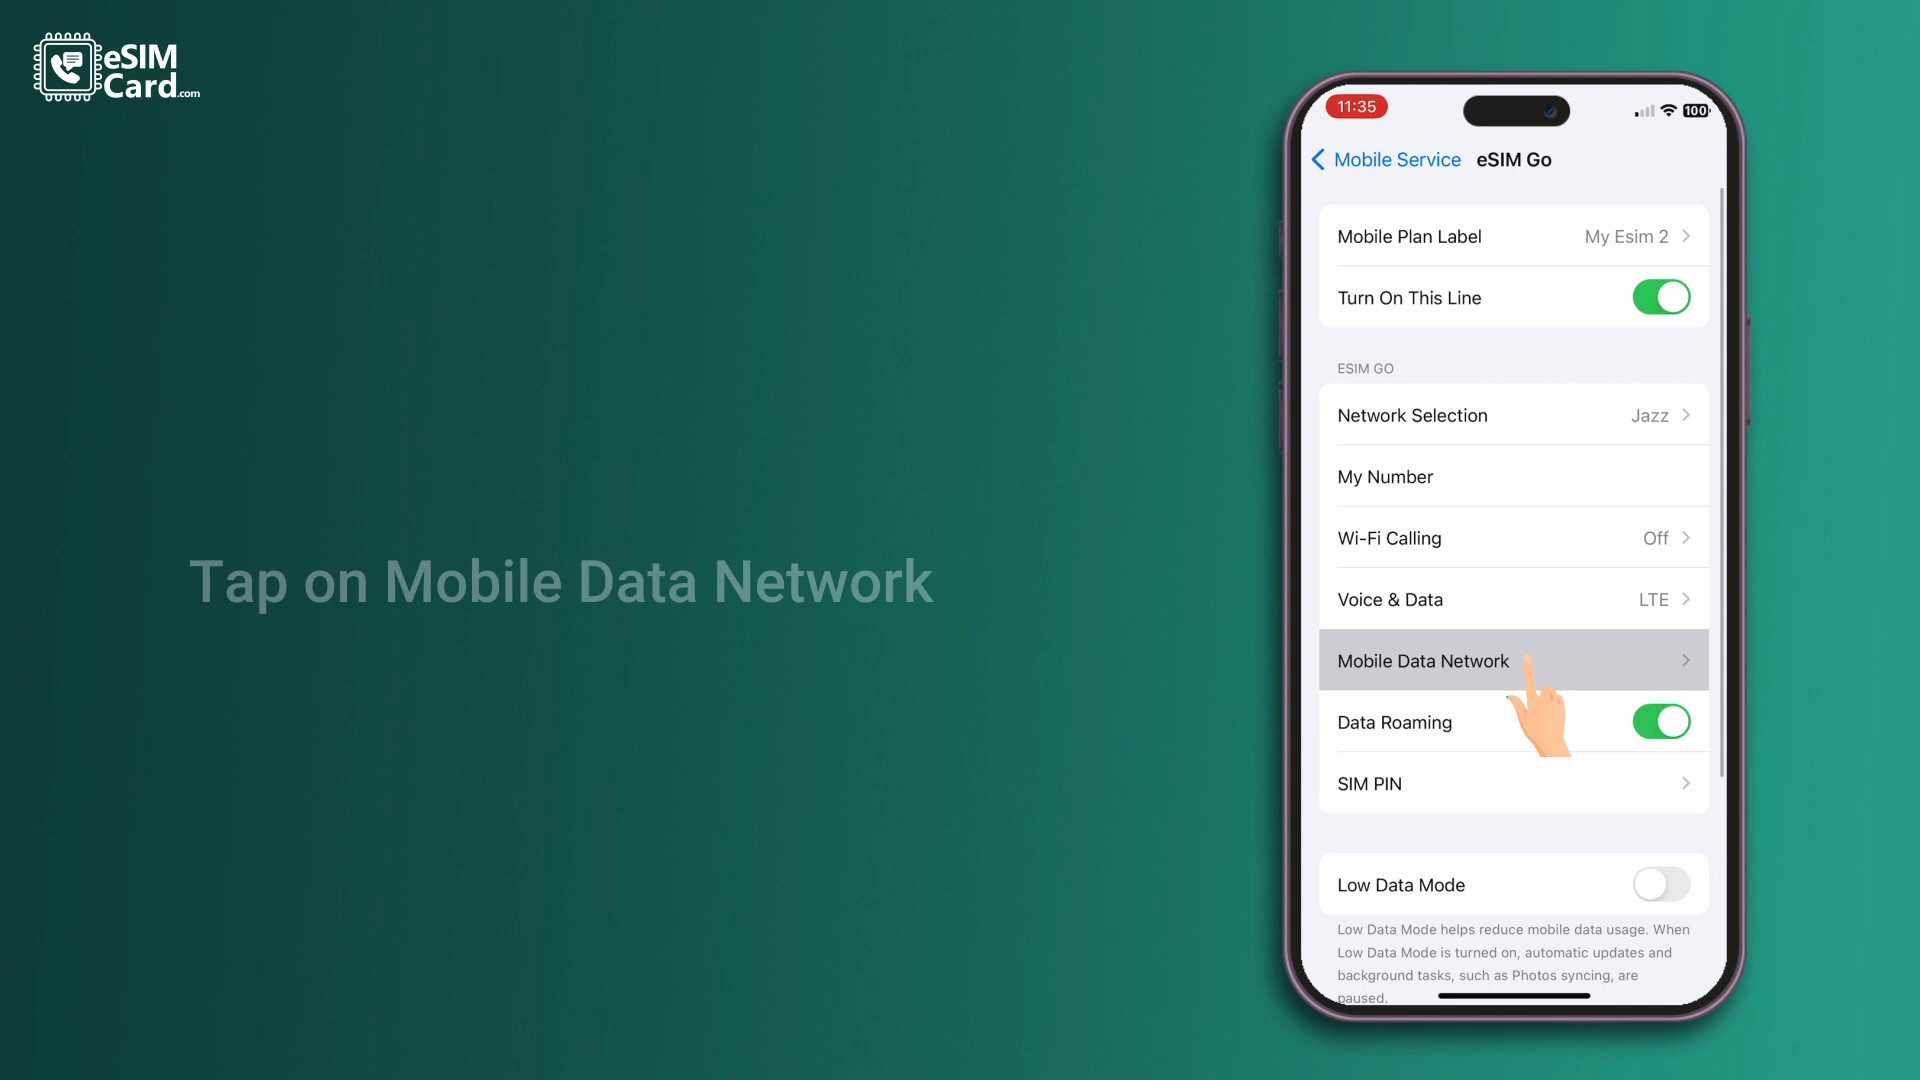 eSIM
Card.com
Tap on Mobile Data Network
11:35
100
Mobile Service
eSIM Go
Mobile Plan Label
My Esim 2
Turn On This Line
ESIM GO
Network Selection
Jazz
My Number
Wi-Fi Calling
Off
Voice & Data
LTE
Mobile Data Network
Data Roaming
SIM PIN
Low Data Mode
Low Data Mode helps reduce mobile data usage. When
Low Data Mode is turned on, automatic updates and
background tasks, such as Photos syncing, are
paused.